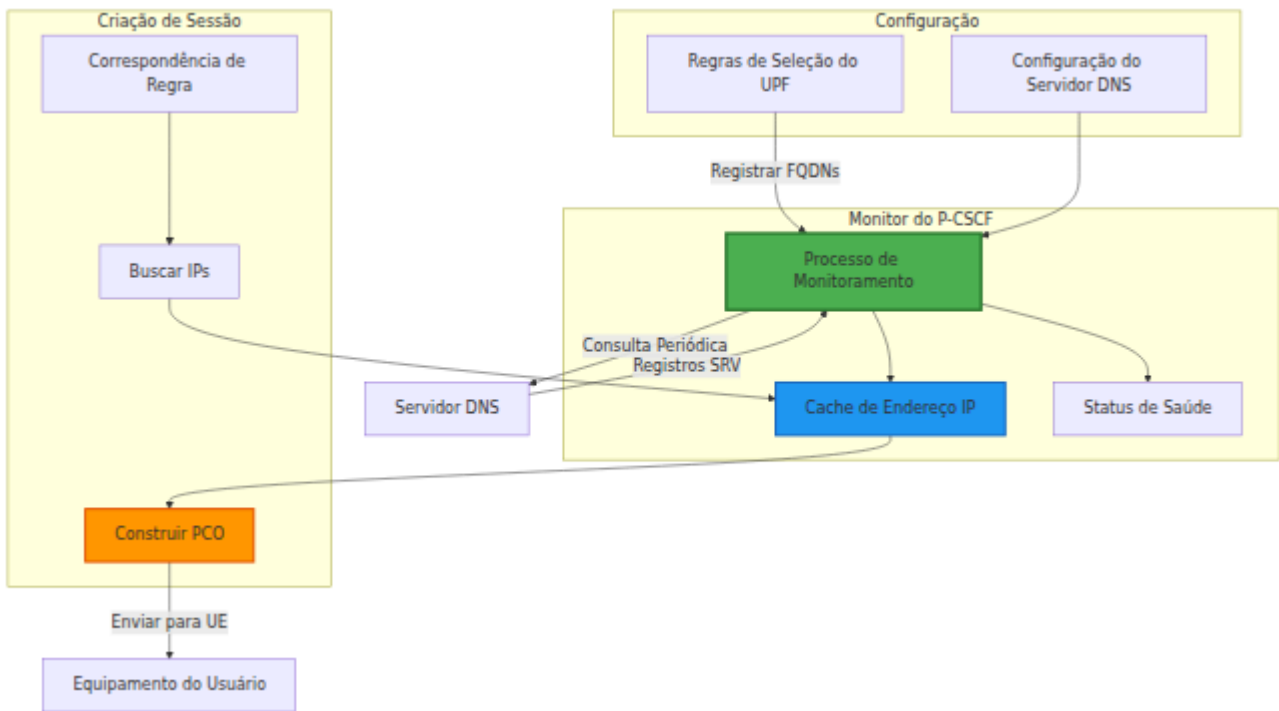 Criação de Sessão
Configuração
Correspondência de
Regra
Regras de Seleção do
UPF
Configuração do
Servidor DNS
Registrar FQDNs
Monitor do P-CSCF
Processo de
Monitoramento
Buscar IPs
Consulta Periódica
Registros SRV
Servidor DNS
Cache de Endereço IP
Status de Saúde
Construir PCO
Enviar para UE
Equipamento do Usuário